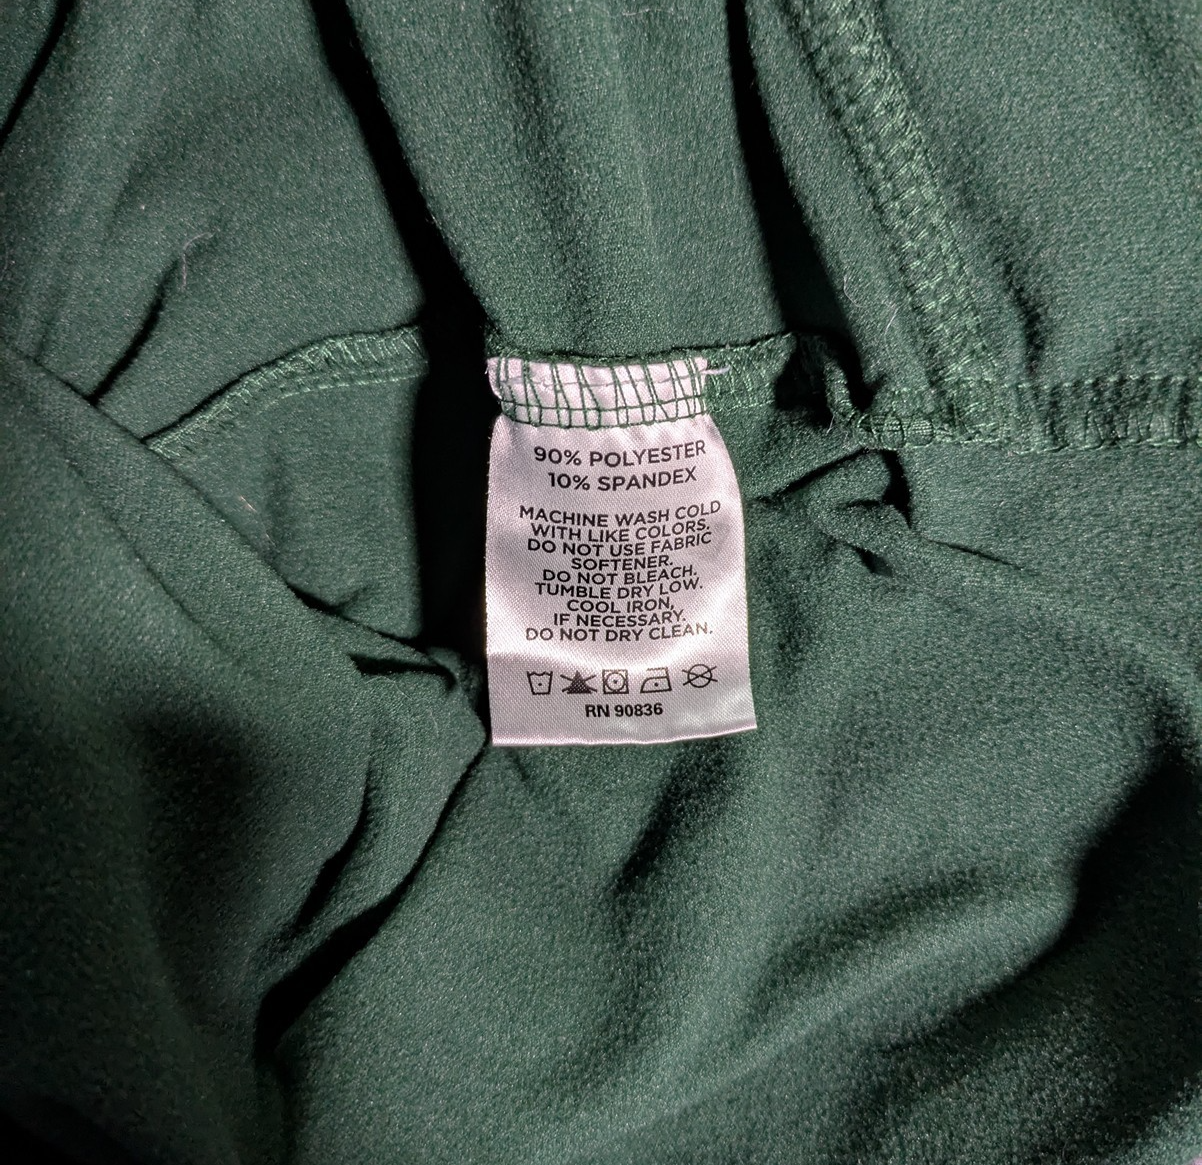 90% POLYESTER
10% SPANDEX
MACHINE WASH COLD
WITH LIKE COLORS.
DO NOT USE FABRIC
SOFTENER.
DO NOT BLEACH.
TUMBLE DRY LOW.
COOL IRON,
IF NECESSARY.
DO NOT DRY CLEAN.
RN 90836